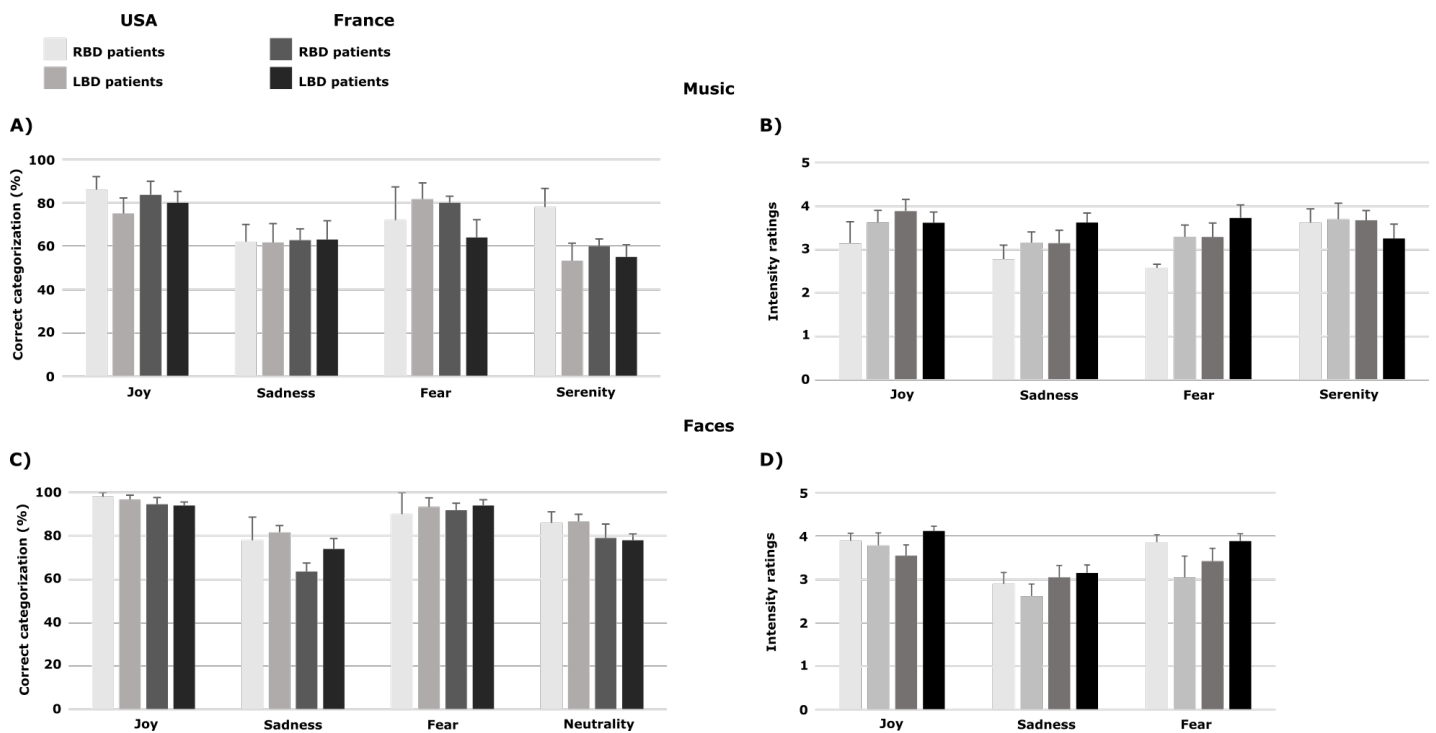 USA France
RBD patients RBD patients
LBD patients LBD patients
Music
A) B)
Correct categorization (%)
100
80
60
40
20
0
Joy Sadness Fear Serenity
Intensity ratings
5
4
3
2
1
0
Joy Sadness Fear Serenity
Faces
C) D)
Correct categorization (%)
100
80
60
40
20
0
Joy Sadness Fear Neutrality
Intensity ratings
5
4
3
2
1
0
Joy Sadness Fear